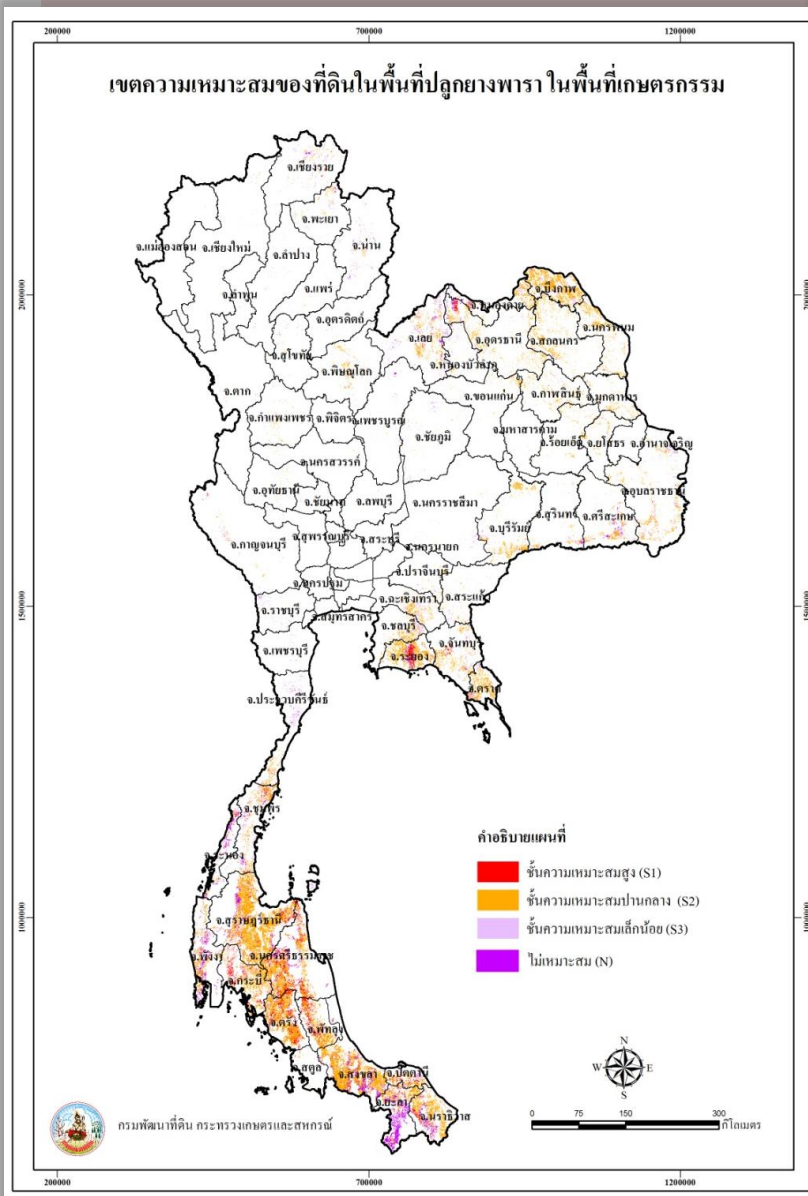 200000 700000 1200000
เขตความเหมาะสมของที่ดินในพื้นที่ปลูกยางพารา ในพื้นที่เกษตรกรรม
จ.เชียงราย
จ.พะเยา
จ.น่าน
จ.แม่ฮ่องสอน จ.เชียงใหม่
จ.ลำปาง
จ.แพร่
จ.ลำพูน
2000000
2000000
จ.บึงกาฬ
จ.หนองคาย
จ.อุตรดิตถ์
จ.เลย
จ.อุดรธานี
จ.สกลนคร
จ.นครพนม
จ.สุโขทัย
จ.พิษณุโลก
จ.หนองบัวลำภู
จ.ตาก
จ.ขอนแก่น
จ.กาฬสินธุ์
จ.มุกดาหาร
จ.กำแพงเพชร
จ.พิจิตร
จ.เพชรบูรณ์
จ.ชัยภูมิ
จ.มหาสารคาม
จ.ร้อยเอ็ด
จ.ยโสธร
จ.อำนาจเจริญ
จ.นครสวรรค์
จ.อุทัยธานี
จ.ชัยนาท
จ.ลพบุรี
จ.นครราชสีมา
จ.บุรีรัมย์
จ.สุรินทร์
จ.ศรีสะเกษ
จ.อุบลราชธานี
จ.กาญจนบุรี
จ.สุพรรณบุรี
จ.สระบุรี
จ.นครนายก
จ.ปราจีนบุรี
จ.นครปฐม
จ.ฉะเชิงเทรา
จ.สระแก้ว
1500000
1500000
จ.ราชบุรี
จ.สมุทรสาคร
จ.ชลบุรี
จ.เพชรบุรี
จ.ระยอง
จ.จันทบุรี
จ.ตราด
จ.ประจวบคีรีขันธ์
จ.ชุมพร
จ.ระนอง
คำอธิบายแผนที่
ชั้นความเหมาะสมสูง (S1)
ชั้นความเหมาะสมปานกลาง (S2)
ชั้นความเหมาะสมเล็กน้อย (S3)
ไม่เหมาะสม (N)
1000000
1000000
จ.สุราษฎร์ธานี
จ.พังงา
จ.นครศรีธรรมราช
จ.กระบี่
จ.ตรัง
จ.พัทลุง
จ.สตูล
จ.สงขลา
จ.ปัตตานี
จ.ยะลา
จ.นราธิวาส
N
W E
S
0 75 150 300
กิโลเมตร
กรมพัฒนาที่ดิน กระทรวงเกษตรและสหกรณ์
200000 700000 1200000